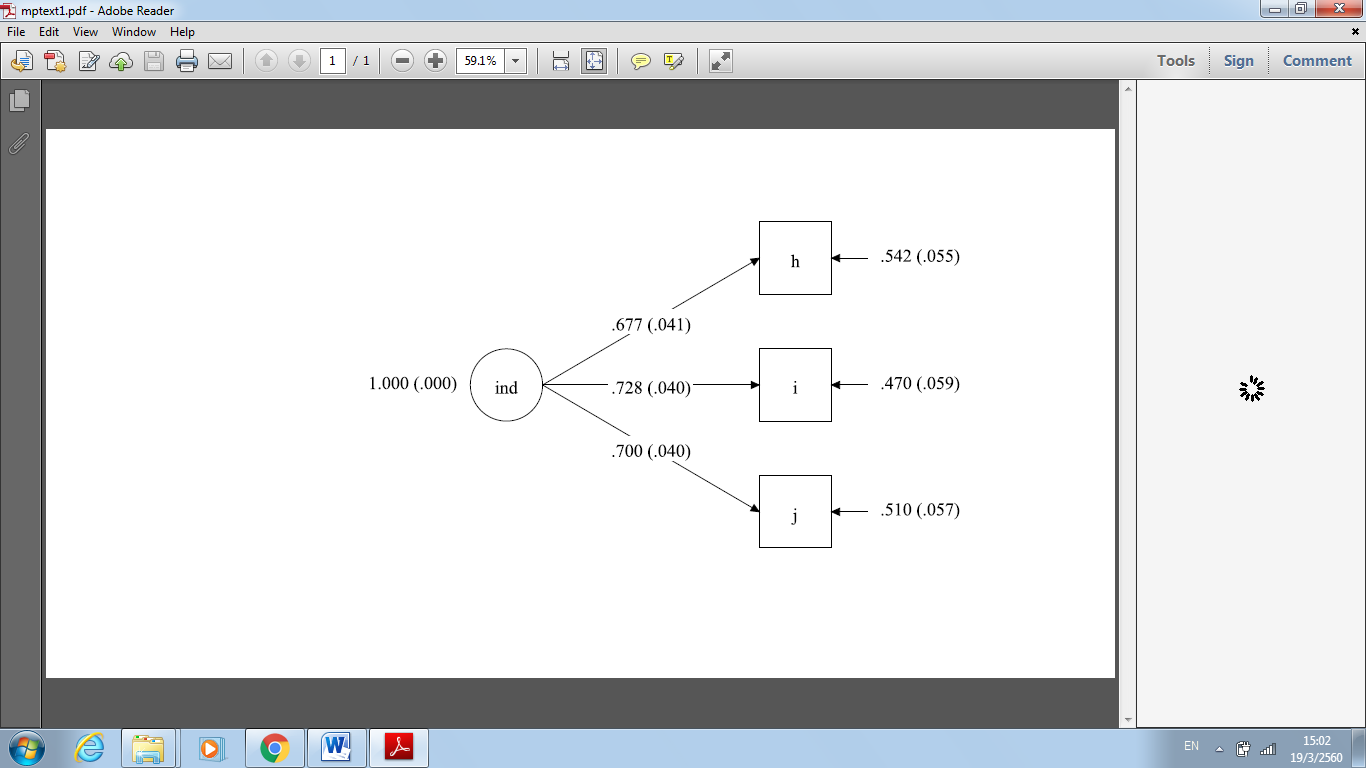 mptext1.pdf - Adobe Reader
File Edit View Window Help
1 / 1 59.1% Tools Sign Comment
h .542 (.055)
.677 (.041)
1.000 (.000) ind .728 (.040) i .470 (.059)
.700 (.040)
j .510 (.057)
EN 15:02
19/3/2560